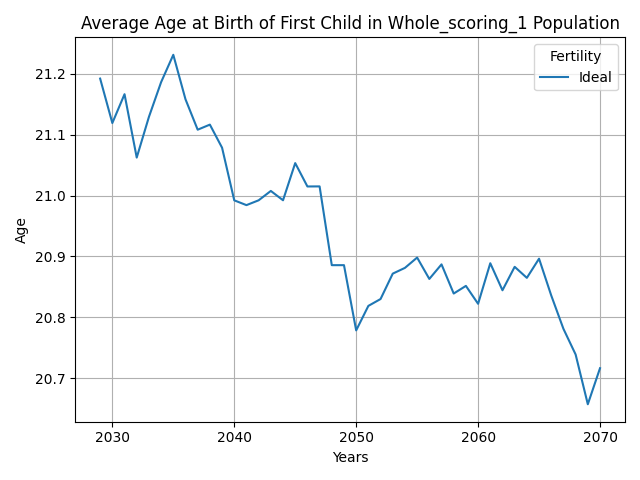 Average Age at Birth of First Child in Whole_scoring_1 Population
Fertility
Ideal
21.2
21.1
21.0
20.9
20.8
20.7
Age
2030 2040 2050 2060 2070
Years